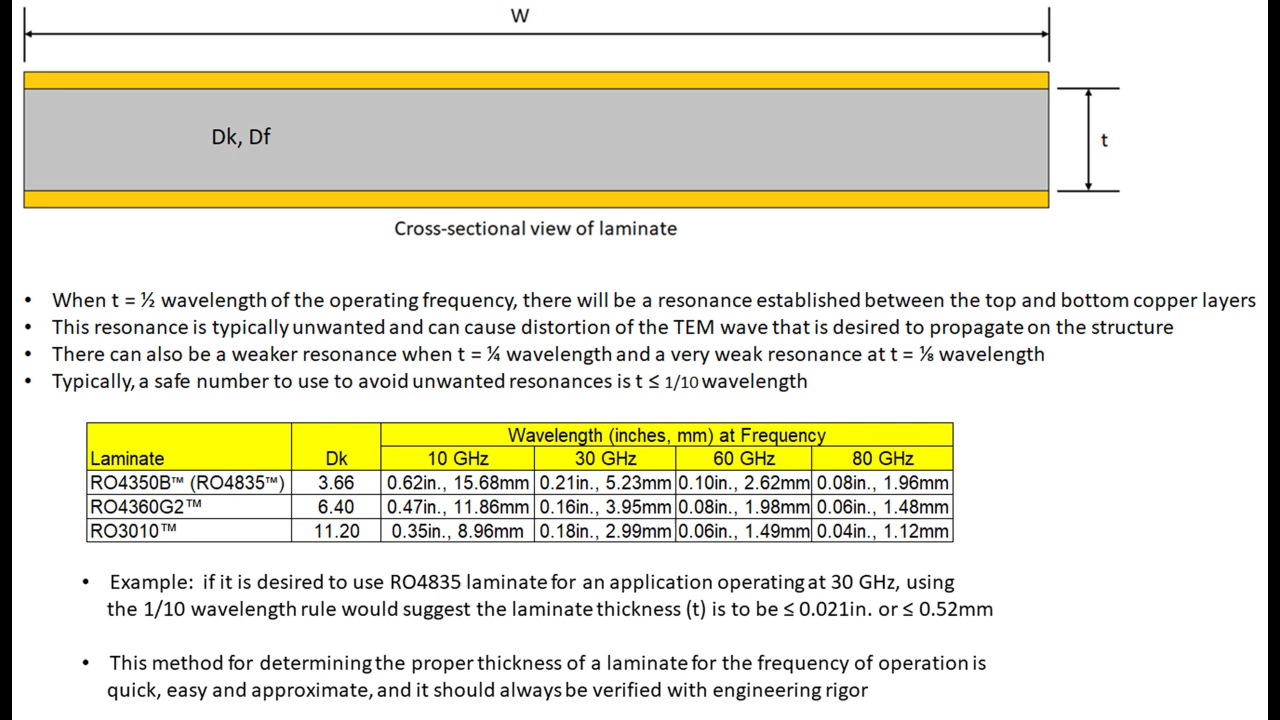 W
Dk, Df
t
Cross-sectional view of laminate
• When t = ½ wavelength of the operating frequency, there will be a resonance established between the top and bottom copper layers
• This resonance is typically unwanted and can cause distortion of the TEM wave that is desired to propagate on the structure
• There can also be a weaker resonance when t = ¼ wavelength and a very weak resonance at t = ⅛ wavelength
• Typically, a safe number to use to avoid unwanted resonances is t ≤ 1/10 wavelength
Wavelength (inches, mm) at Frequency
Laminate Dk 10 GHz 30 GHz 60 GHz 80 GHz
RO4350B™ (RO4835™) 3.66 0.62in., 15.68mm 0.21in., 5.23mm 0.10in., 2.62mm 0.08in., 1.96mm
RO4360G2™ 6.40 0.47in., 11.86mm 0.16in., 3.95mm 0.08in., 1.98mm 0.06in., 1.48mm
RO3010™ 11.20 0.35in., 8.96mm 0.18in., 2.99mm 0.06in., 1.49mm 0.04in., 1.12mm
• Example: if it is desired to use RO4835 laminate for an application operating at 30 GHz, using
the 1/10 wavelength rule would suggest the laminate thickness (t) is to be ≤ 0.021in. or ≤ 0.52mm
• This method for determining the proper thickness of a laminate for the frequency of operation is
quick, easy and approximate, and it should always be verified with engineering rigor